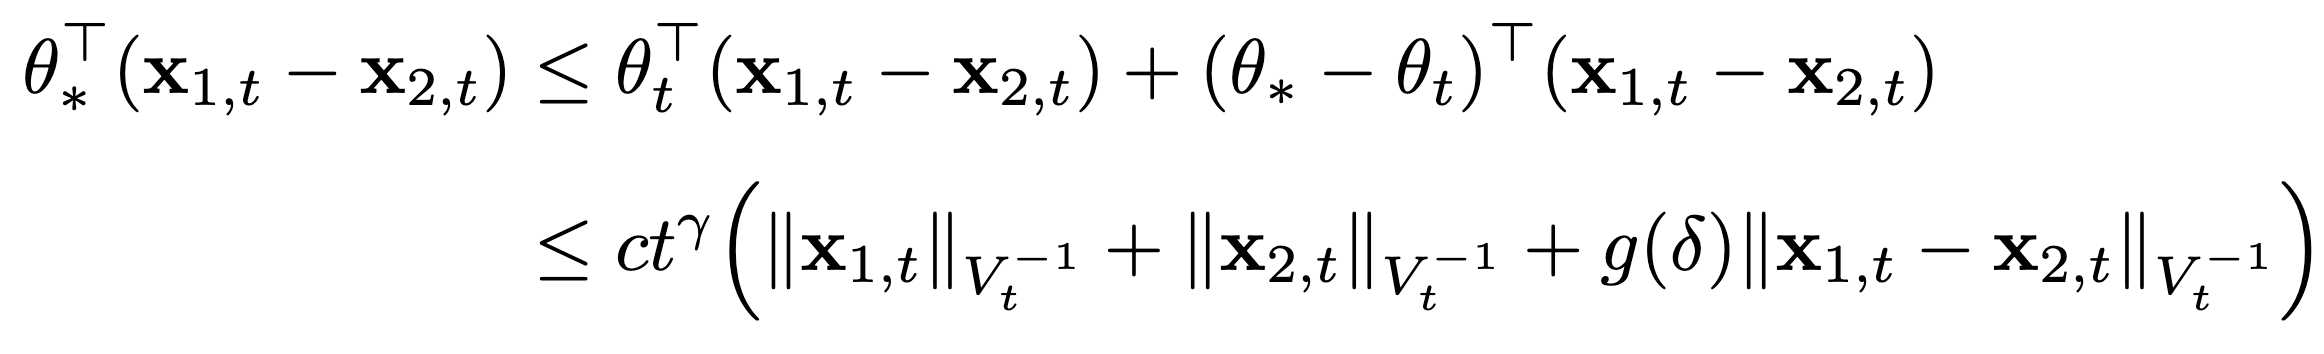 θ_*^⊤(𝐱_{1,t} − 𝐱_{2,t}) ≤ θ_t^⊤(𝐱_{1,t} − 𝐱_{2,t}) + (θ_* − θ_t)^⊤(𝐱_{1,t} − 𝐱_{2,t})
≤ ct^γ(‖𝐱_{1,t}‖_{V_t^{−1}} + ‖𝐱_{2,t}‖_{V_t^{−1}} + g(δ)‖𝐱_{1,t} − 𝐱_{2,t}‖_{V_t^{−1}})